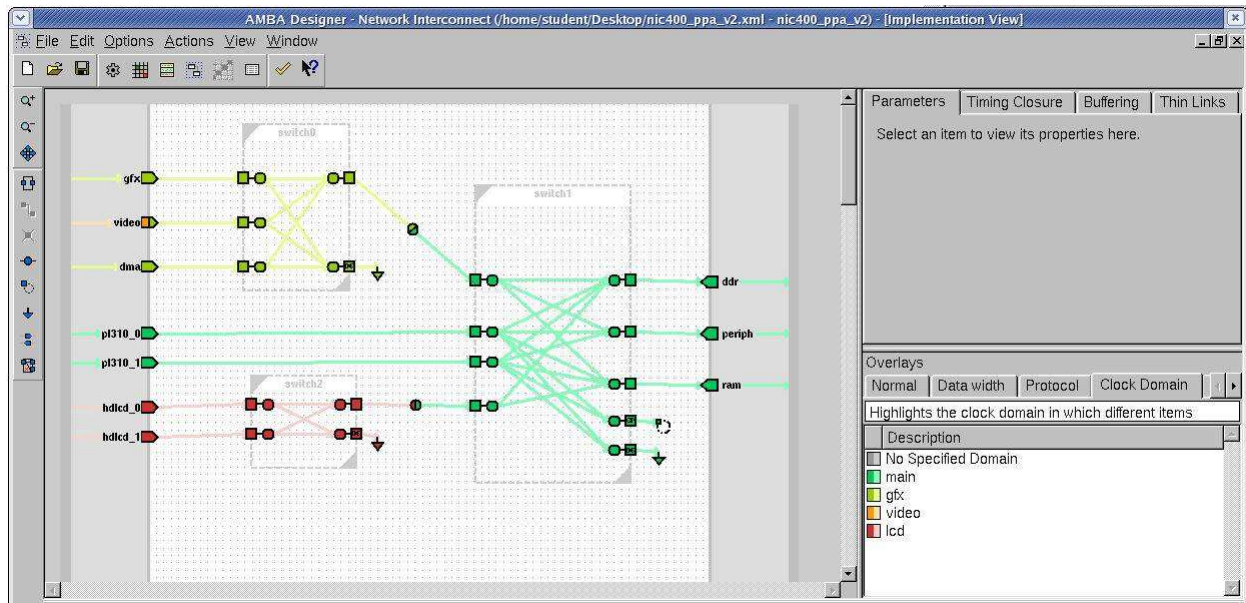 AMBA Designer - Network Interconnect (/home/student/Desktop/nic400_ppa_v2.xml - nic400_ppa_v2) - [Implementation View]
File Edit Options Actions View Window
Parameters Timing Closure Buffering Thin Links
Select an item to view its properties here.
switch0
gfx
video
dma
switch1
ddr
pl310_0
periph
pl310_1
switch2
ram
hdlcd_0
hdlcd_1
Overlays
Normal Data width Protocol Clock Domain
Highlights the clock domain in which different items
Description
No Specified Domain
main
gfx
video
lcd